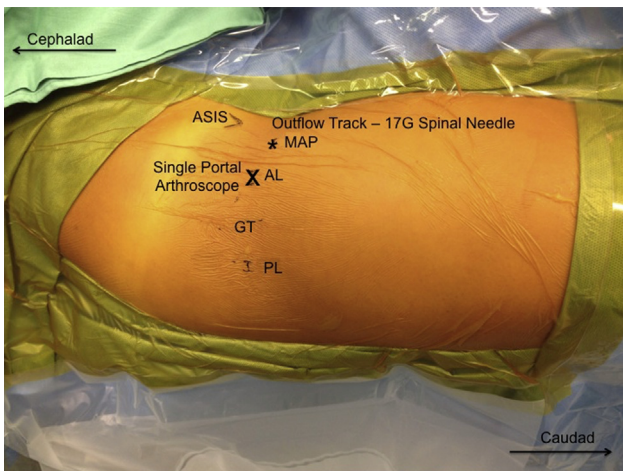 Cephalad
ASIS
Outflow Track – 17G Spinal Needle
* MAP
Single Portal
Arthroscope
X AL
GT
PL
Caudad